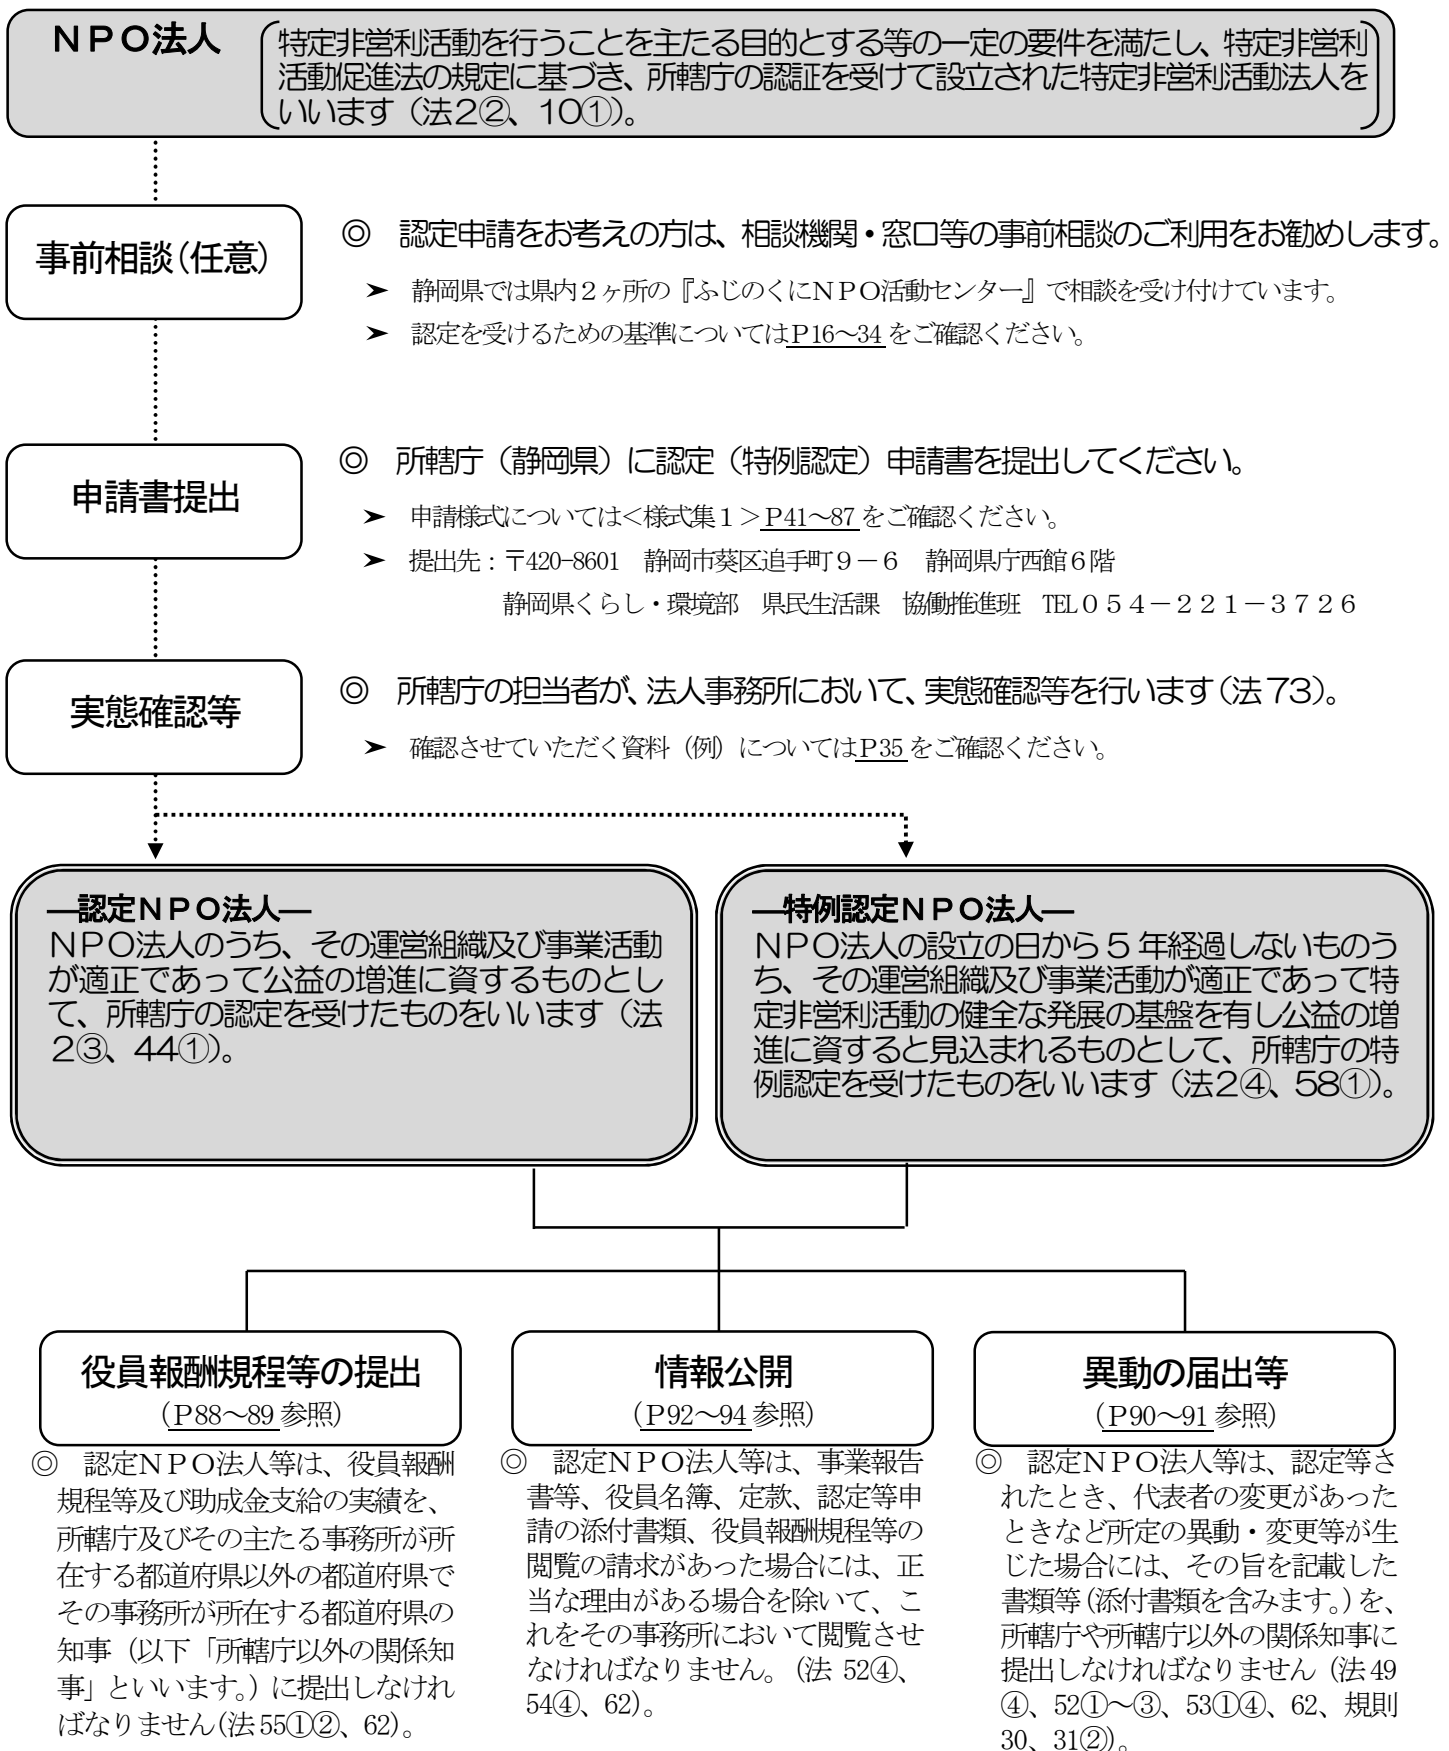 ＮＰＯ法人
特定非営利活動を行うことを主たる目的とする等の一定の要件を満たし、特定非営利
活動促進法の規定に基づき、所轄庁の認証を受けて設立された特定非営利活動法人を
いいます（法２②、10①）。
事前相談（任意）
◎　認定申請をお考えの方は、相談機関・窓口等の事前相談のご利用をお勧めします。
➤　静岡県では県内２ヶ所の『ふじのくにＮＰＯ活動センター』で相談を受け付けています。
➤　認定を受けるための基準についてはＰ16～34 をご確認ください。
申請書提出
◎　所轄庁（静岡県）に認定（特例認定）申請書を提出してください。
➤　申請様式については＜様式集１＞Ｐ41～87 をご確認ください。
➤　提出先：〒420-8601　静岡市葵区追手町９－６　静岡県庁西館６階
静岡県くらし・環境部　県民生活課　協働推進班　TEL０５４－２２１－３７２６
実態確認等
◎　所轄庁の担当者が、法人事務所において、実態確認等を行います（法 73）。
➤　確認させていただく資料（例）についてはＰ35 をご確認ください。
―認定ＮＰＯ法人―
ＮＰＯ法人のうち、その運営組織及び事業活動
が適正であって公益の増進に資するものとし
て、所轄庁の認定を受けたものをいいます（法
２③、44①）。
―特例認定ＮＰＯ法人―
ＮＰＯ法人の設立の日から 5 年経過しないものう
ち、その運営組織及び事業活動が適正であって特
定非営利活動の健全な発展の基盤を有し公益の増
進に資すると見込まれるものとして、所轄庁の特
例認定を受けたものをいいます（法２④、58①）。
役員報酬規程等の提出
（Ｐ88～89 参照）
◎　認定ＮＰＯ法人等は、役員報酬
規程等及び助成金支給の実績を、
所轄庁及びその主たる事務所が所
在する都道府県以外の都道府県で
その事務所が所在する都道府県の
知事（以下「所轄庁以外の関係知
事」といいます。）に提出しなけれ
ばなりません（法 55①②、62）。
情報公開
（Ｐ92～94 参照）
◎　認定ＮＰＯ法人等は、事業報告
書等、役員名簿、定款、認定等申
請の添付書類、役員報酬規程等の
閲覧の請求があった場合には、正
当な理由がある場合を除いて、こ
れをその事務所において閲覧させ
なければなりません。（法 52④、
54④、62）。
異動の届出等
（Ｐ90～91 参照）
◎　認定ＮＰＯ法人等は、認定等さ
れたとき、代表者の変更があった
ときなど所定の異動・変更等が生
じた場合には、その旨を記載した
書類等（添付書類を含みます。）を、
所轄庁や所轄庁以外の関係知事に
提出しなければなりません（法 49
④、52①～③、53①④、62、規則
30、31②）。